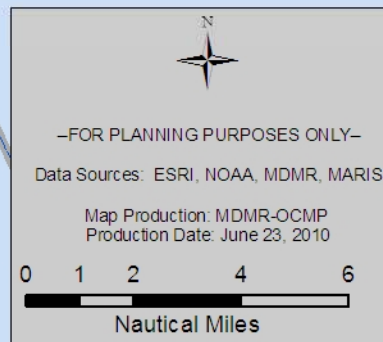 N
–FOR PLANNING PURPOSES ONLY–
Data Sources: ESRI, NOAA, MDMR, MARIS
Map Production: MDMR-OCMP
Production Date: June 23, 2010
0 1 2 4 6
Nautical Miles